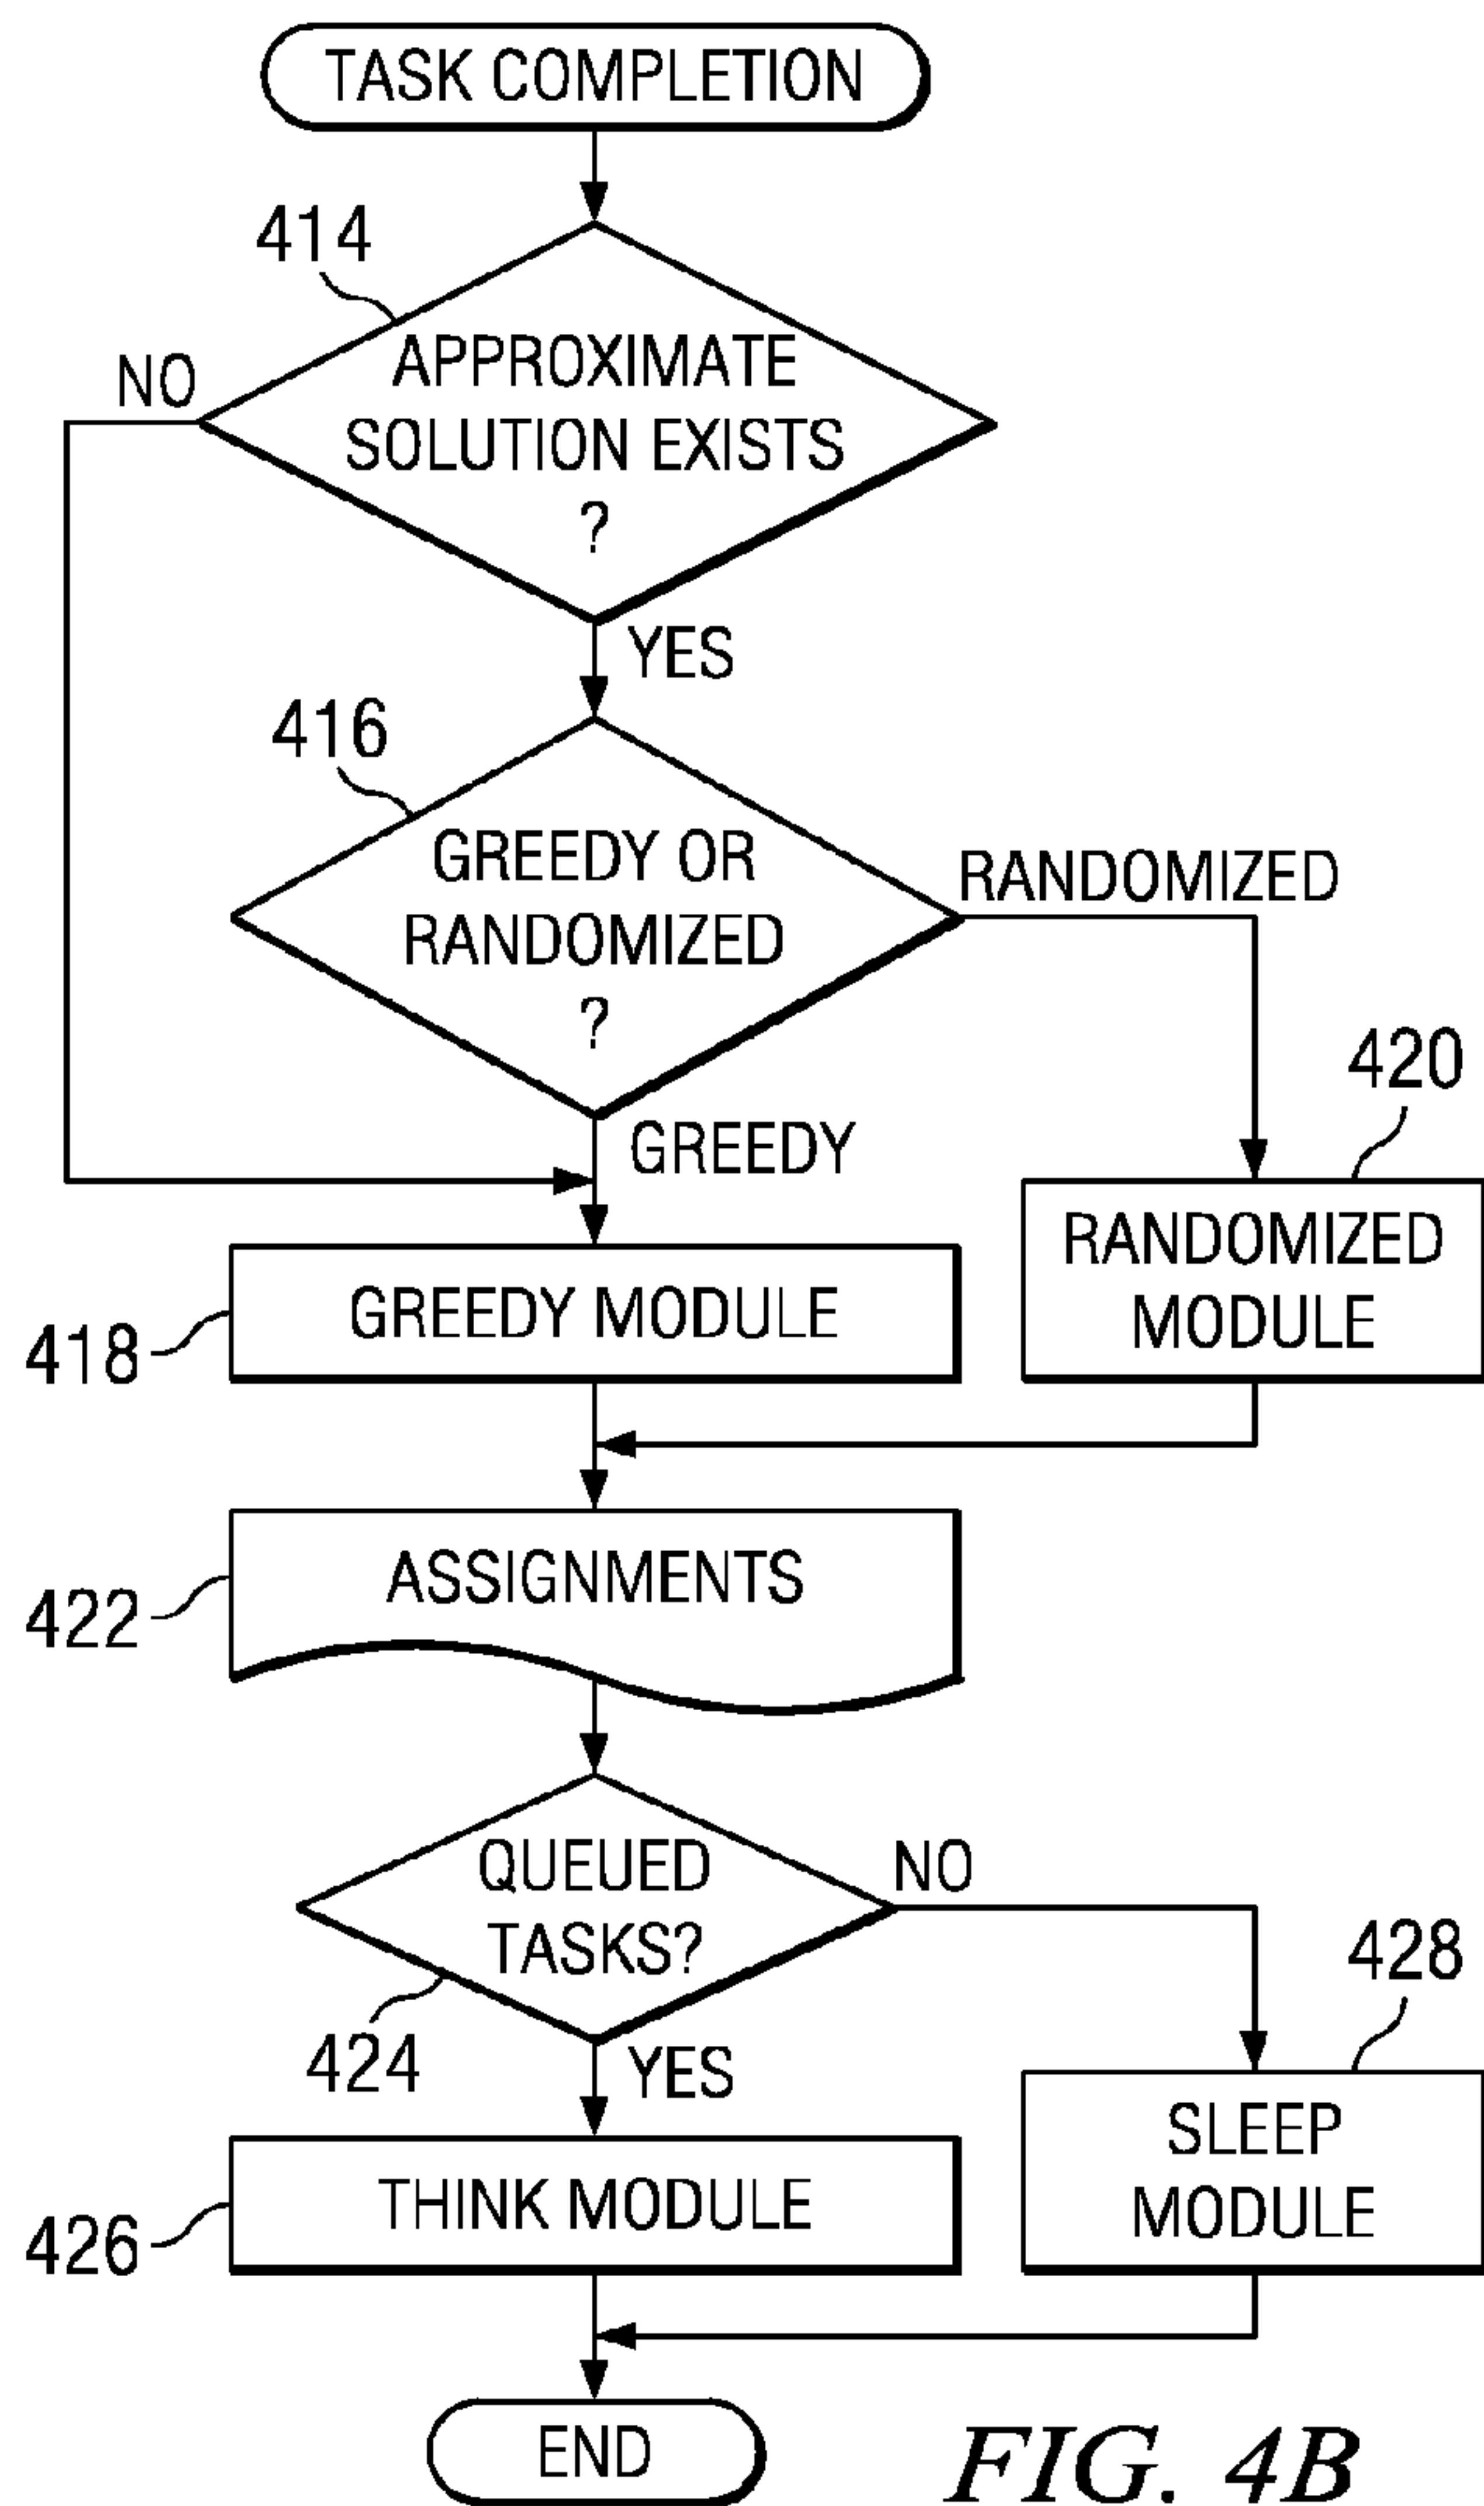 TASK COMPLETION
414
APPROXIMATE
SOLUTION EXISTS
?
NO
YES
416
GREEDY OR
RANDOMIZED
?
RANDOMIZED
GREEDY
420
RANDOMIZED
MODULE
GREEDY MODULE
418
ASSIGNMENTS
422
QUEUED
TASKS?
NO
424
YES
428
SLEEP
MODULE
THINK MODULE
426
END
FIG. 4B